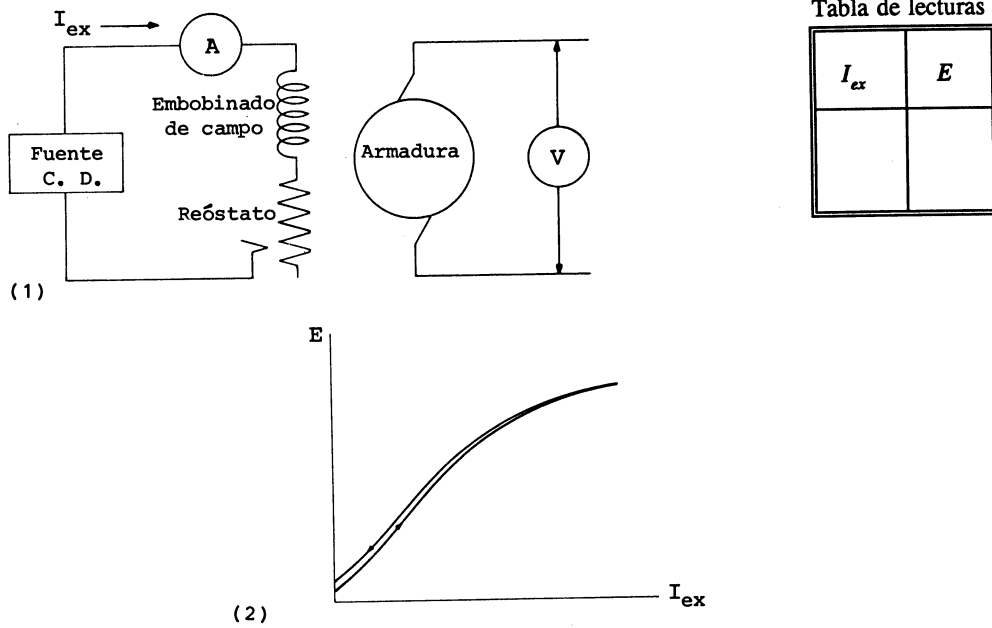 Tabla de lecturas
I_ex
A
I_ex
E
Embobinado
de campo
Fuente
C. D.
Armadura
V
Reóstato
(1)
E
I_ex
(2)